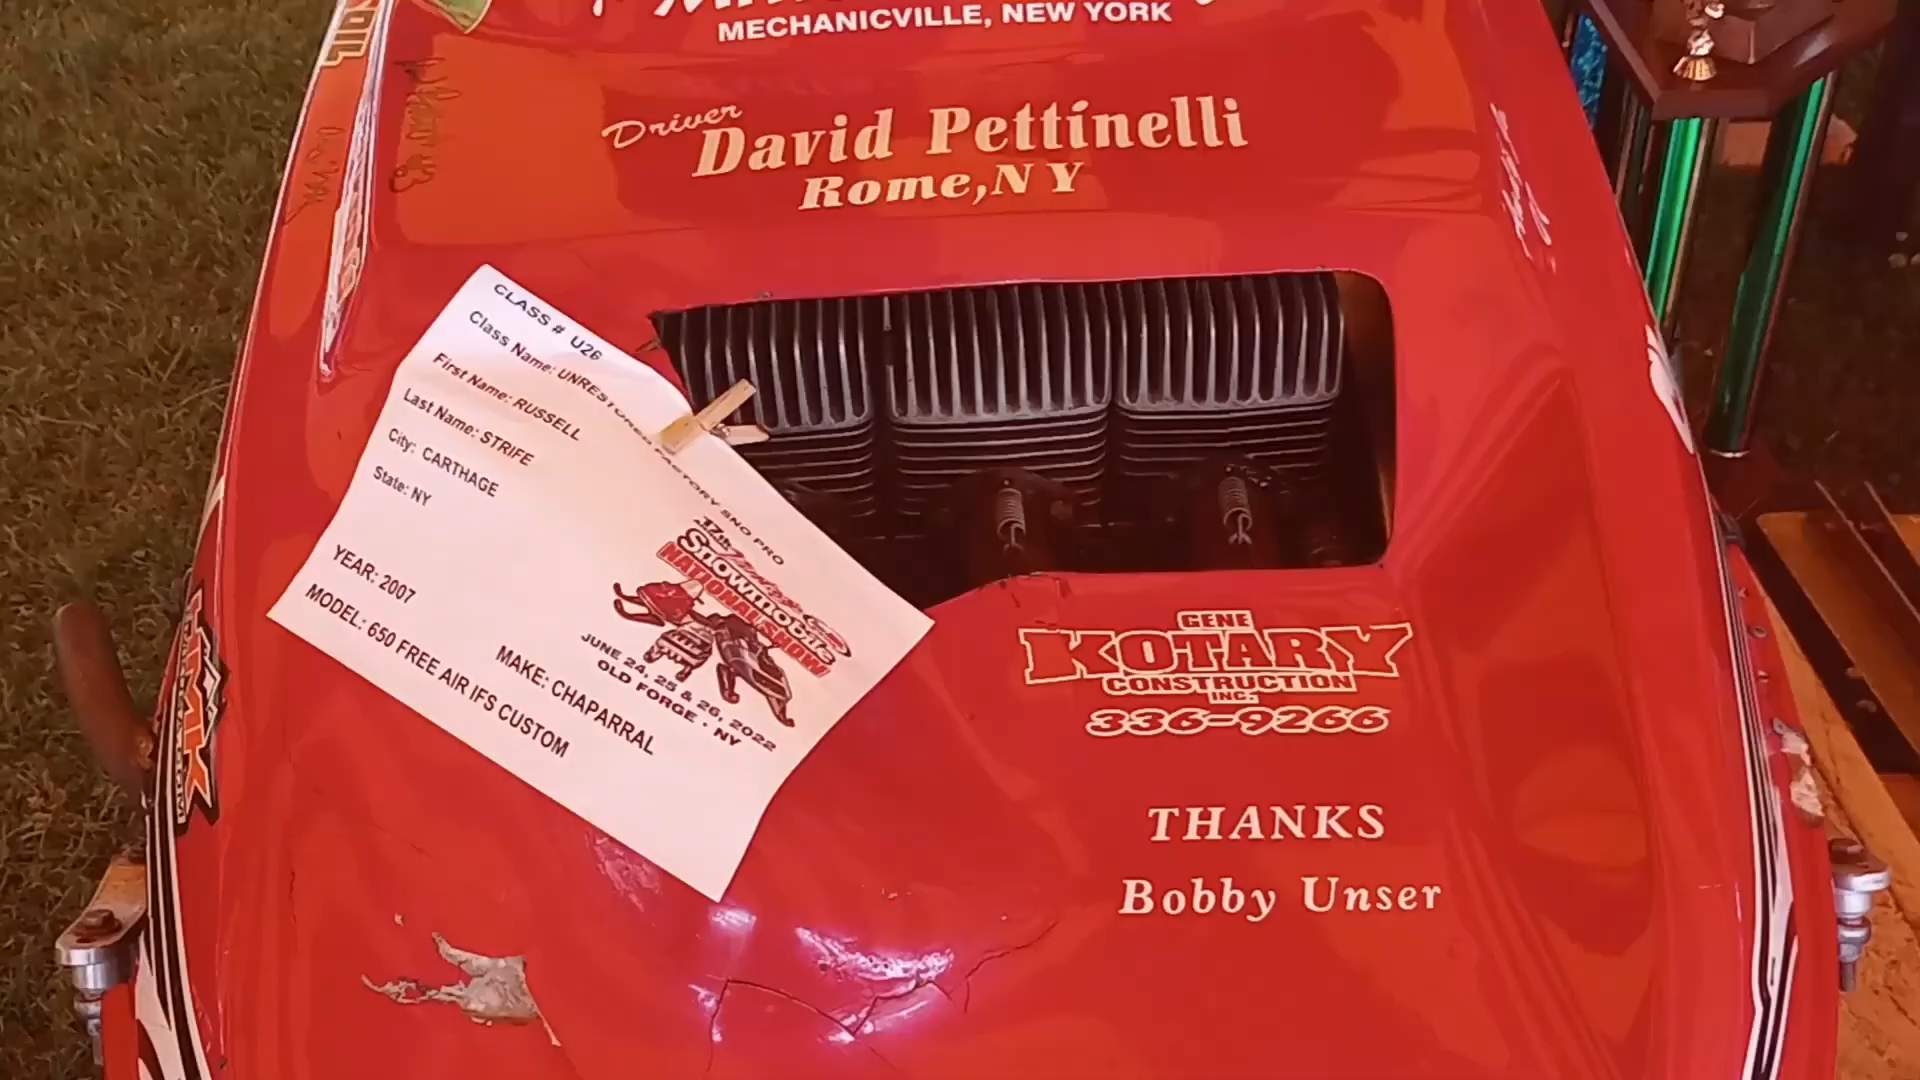 MECHANICVILLE, NEW YORK
Driver
David Pettinelli
Rome, NY
CLASS # U26
Class Name: UNRESTORED FACTORY SNO PRO
First Name: RUSSELL
Last Name: STRIFE
City: CARTHAGE
State: NY
YEAR: 2007
MAKE: CHAPARRAL
MODEL: 650 FREE AIR IFS CUSTOM
17th
Snowmobile
NATIONAL SHOW
JUNE 24, 25 & 26, 2022
OLD FORGE, NY
GENE
KOTARY
CONSTRUCTION
INC.
336-9266
THANKS
Bobby Unser